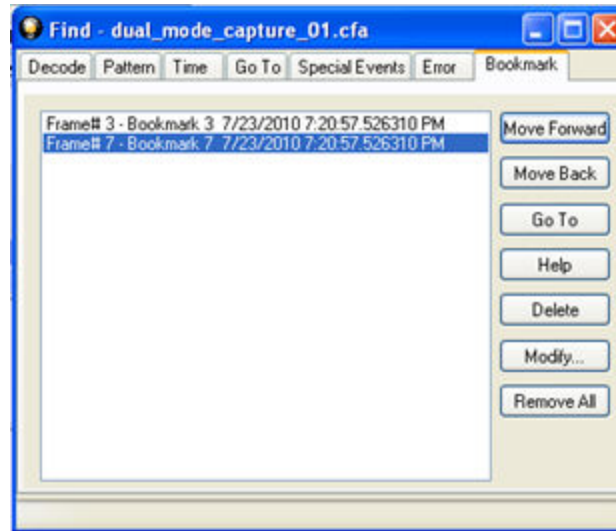 Find - dual_mode_capture_01.cfa
Decode Pattern Time Go To Special Events Error Bookmark
Frame# 3 - Bookmark 3 7/23/2010 7:20:57.526310 PM
Frame# 7 - Bookmark 7 7/23/2010 7:20:57.526310 PM
Move Forward
Move Back
Go To
Help
Delete
Modify...
Remove All